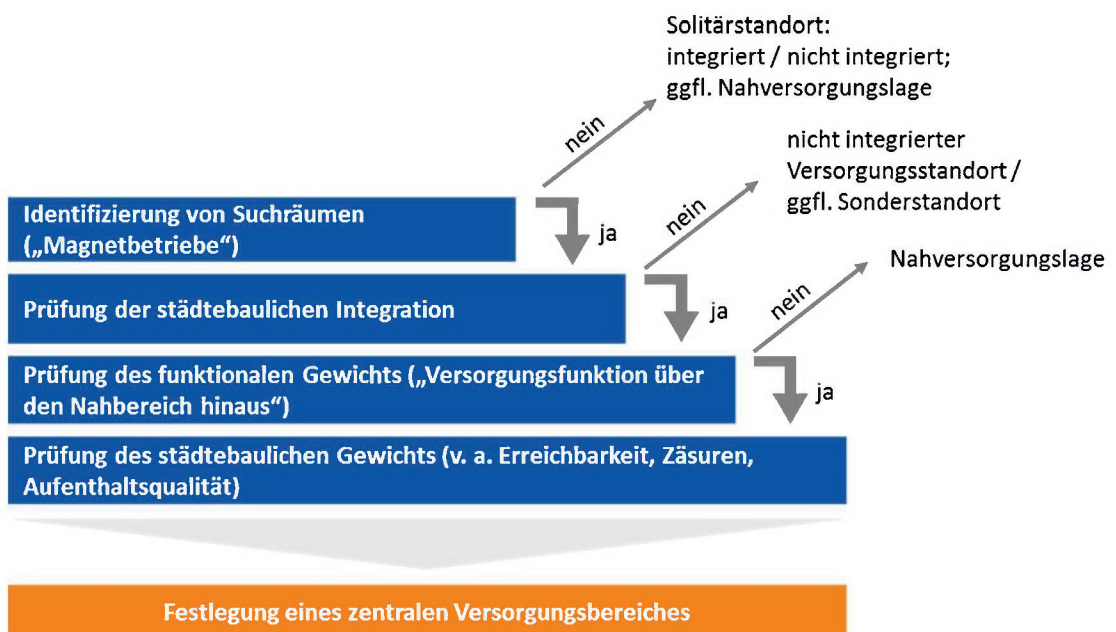 Solitärstandort:
integriert / nicht integriert;
ggfl. Nahversorgungslage
nein
nicht integrierter
Versorgungsstandort /
ggfl. Sonderstandort
nein
Identifizierung von Suchräumen
(„Magnetbetriebe“)
ja
Nahversorgungslage
nein
Prüfung der städtebaulichen Integration
ja
Prüfung des funktionalen Gewichts („Versorgungsfunktion über
den Nahbereich hinaus“)
ja
Prüfung des städtebaulichen Gewichts (v. a. Erreichbarkeit, Zäsuren,
Aufenthaltsqualität)
Festlegung eines zentralen Versorgungsbereiches